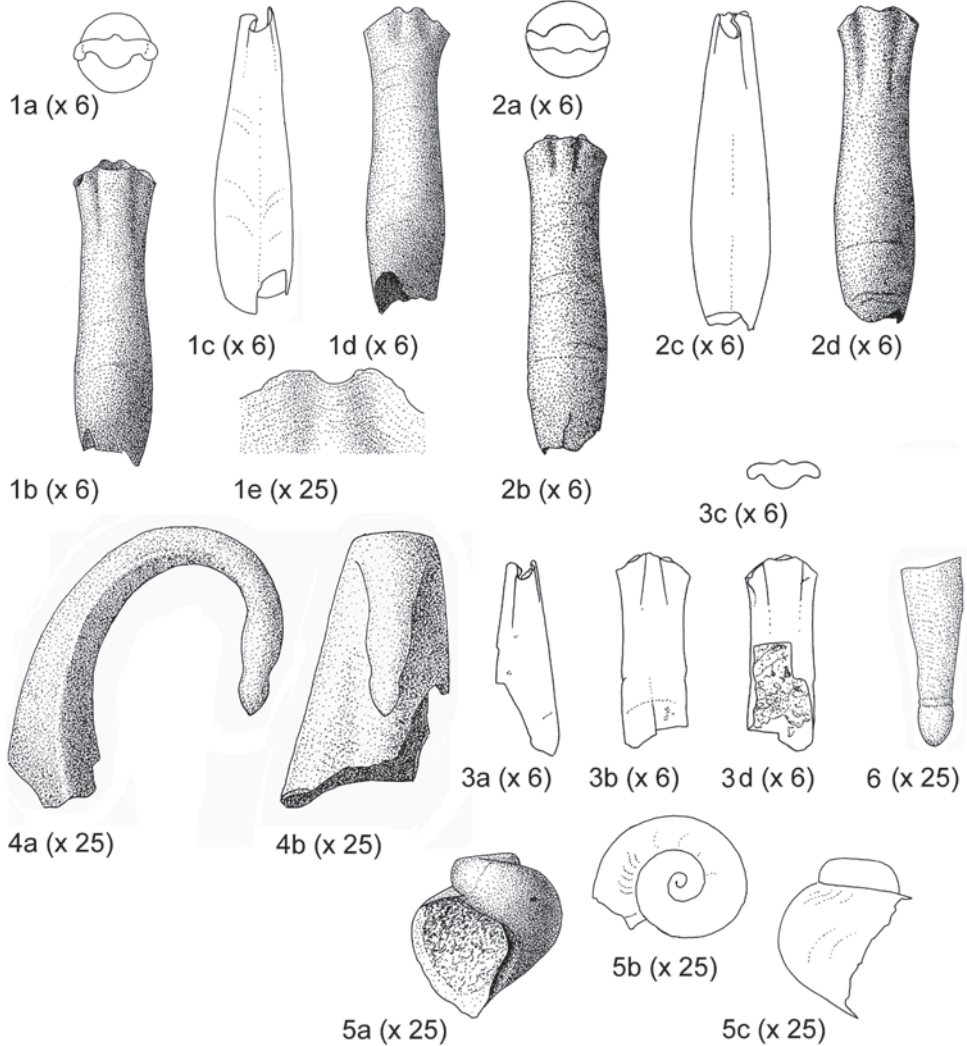 1a (x 6)
2a (x 6)
1c (x 6)
1d (x 6)
2c (x 6)
2d (x 6)
1b (x 6)
1e (x 25)
2b (x 6)
3c (x 6)
3a (x 6)
3b (x 6)
3d (x 6)
6 (x 25)
4a (x 25)
4b (x 25)
5b (x 25)
5a (x 25)
5c (x 25)